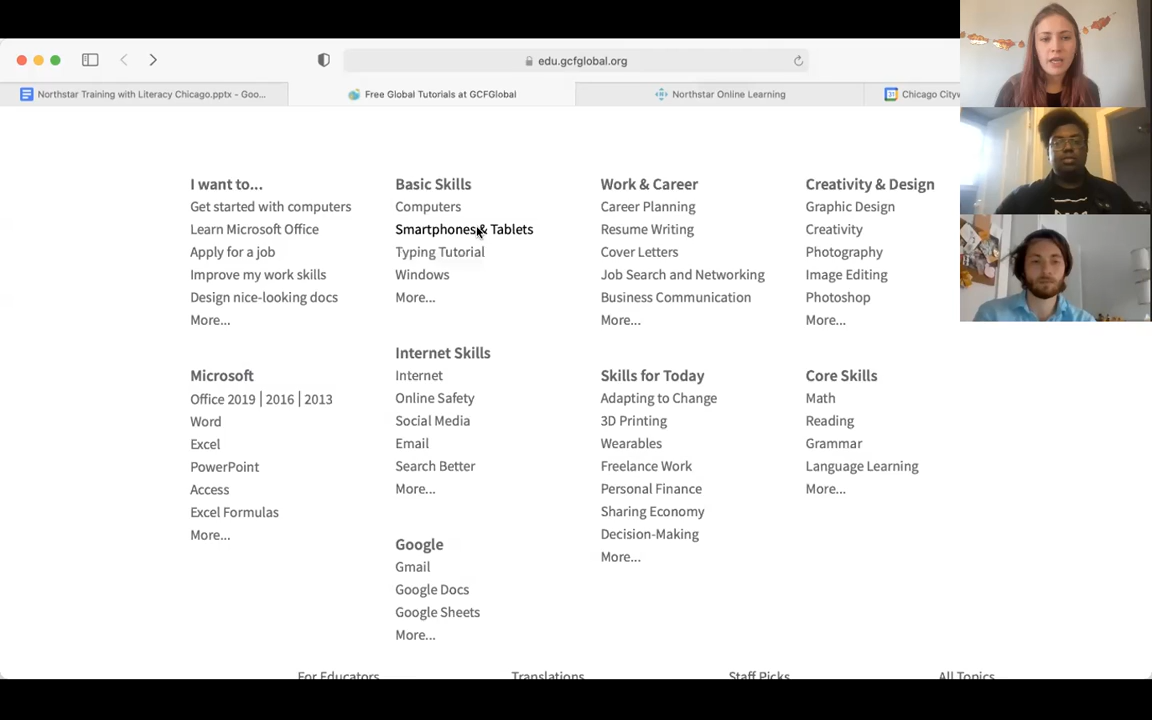 edu.gcfglobal.org
Northstar Training with Literacy Chicago.pptx - Goo...
Free Global Tutorials at GCFGlobal
Northstar Online Learning
31
Chicago Cityw
I want to...
Get started with computers
Learn Microsoft Office
Apply for a job
Improve my work skills
Design nice-looking docs
More...
Microsoft
Office 2019 | 2016 | 2013
Word
Excel
PowerPoint
Access
Excel Formulas
More...
Basic Skills
Computers
Smartphones & Tablets
Typing Tutorial
Windows
More...
Internet Skills
Internet
Online Safety
Social Media
Email
Search Better
More...
Google
Gmail
Google Docs
Google Sheets
More...
Work & Career
Career Planning
Resume Writing
Cover Letters
Job Search and Networking
Business Communication
More...
Skills for Today
Adapting to Change
3D Printing
Wearables
Freelance Work
Personal Finance
Sharing Economy
Decision-Making
More...
Creativity & Design
Graphic Design
Creativity
Photography
Image Editing
Photoshop
More...
Core Skills
Math
Reading
Grammar
Language Learning
More...
For Educators
Translations
Staff Picks
All Topics